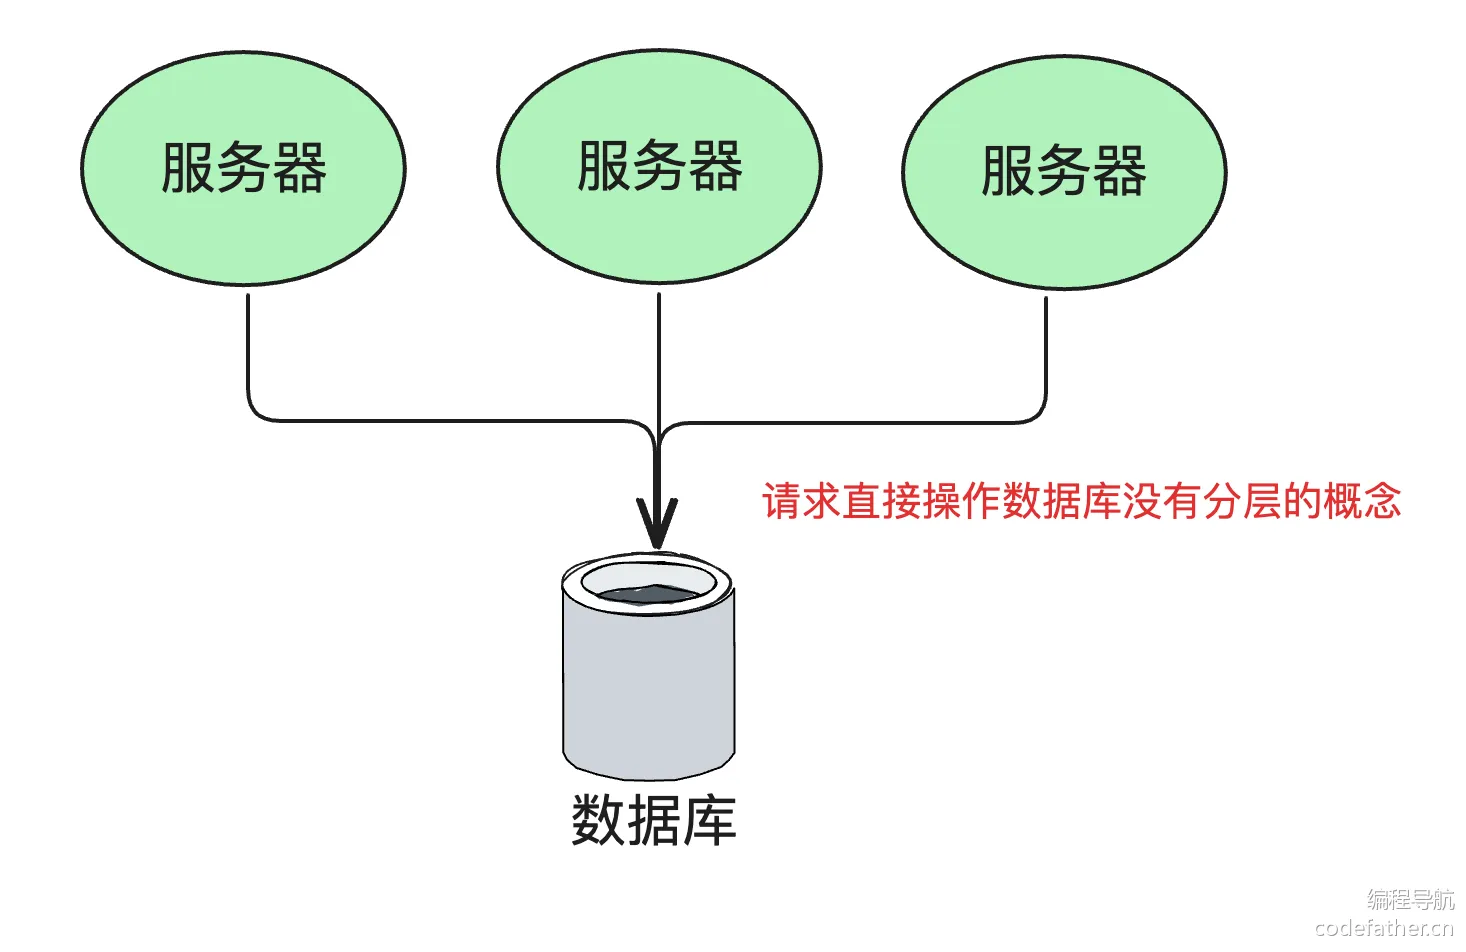 服务器
服务器
服务器
请求直接操作数据库没有分层的概念
数据库
编程导航
codefather.cn